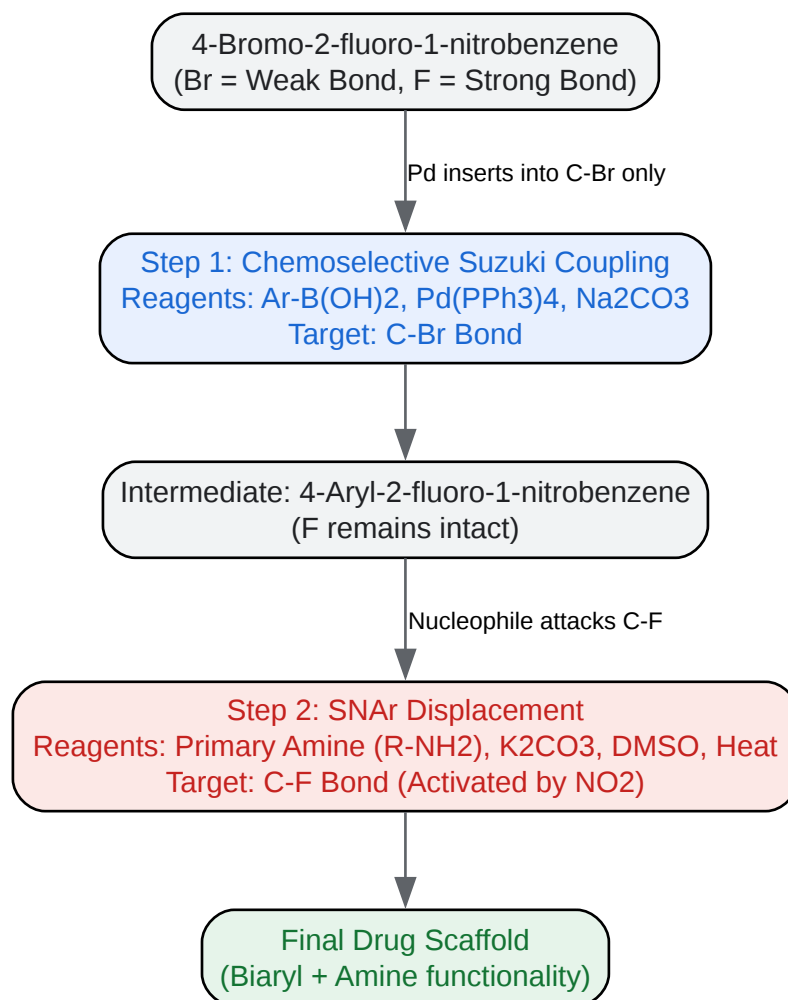 4-Bromo-2-fluoro-1-nitrobenzene
(Br = Weak Bond, F = Strong Bond)
Pd inserts into C-Br only
Step 1: Chemoselective Suzuki Coupling
Reagents: Ar-B(OH)2, Pd(PPh3)4, Na2CO3
Target: C-Br Bond
Intermediate: 4-Aryl-2-fluoro-1-nitrobenzene
(F remains intact)
Nucleophile attacks C-F
Step 2: SNAr Displacement
Reagents: Primary Amine (R-NH2), K2CO3, DMSO, Heat
Target: C-F Bond (Activated by NO2)
Final Drug Scaffold
(Biaryl + Amine functionality)